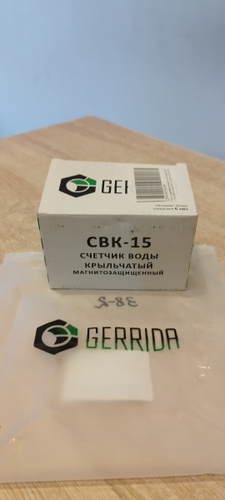 GER
СВК-15
СЧЕТЧИК ВОДЫ
КРЫЛЬЧАТЫЙ
МАГНИТОЗАЩИЩЕННЫЙ
GERRIDA